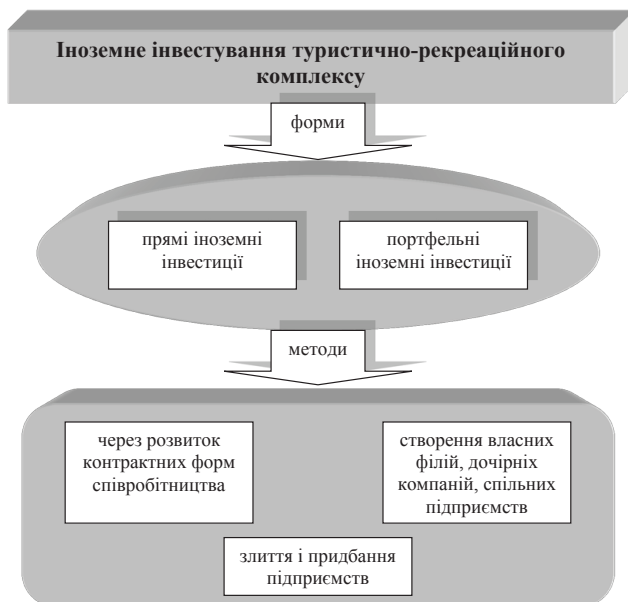 Іноземне інвестування туристично-рекреаційного
комплексу
форми
прямі іноземні
інвестиції
портфельні
іноземні інвестиції
методи
через розвиток
контрактних форм
співробітництва
створення власних
філій, дочірніх
компаній, спільних
підприємств
злиття і придбання
підприємств